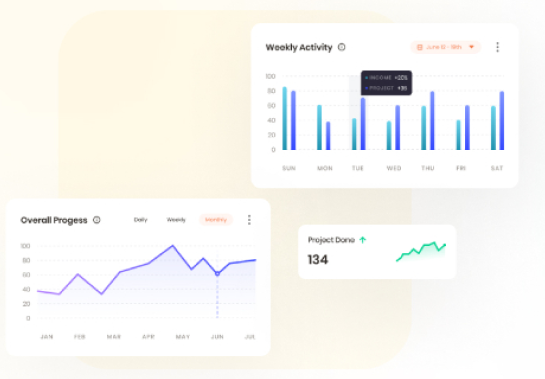 Weekly Activity
June 12 - 19th
INCOME +20%
PROJECT +35
100
80
60
40
20
0
SUN MON TUE WED THU FRI SAT
Overall Progess
Daily Weekly Monthly
100
80
60
40
20
0
JAN FEB MAR APR MAY JUN JUL
Project Done
134